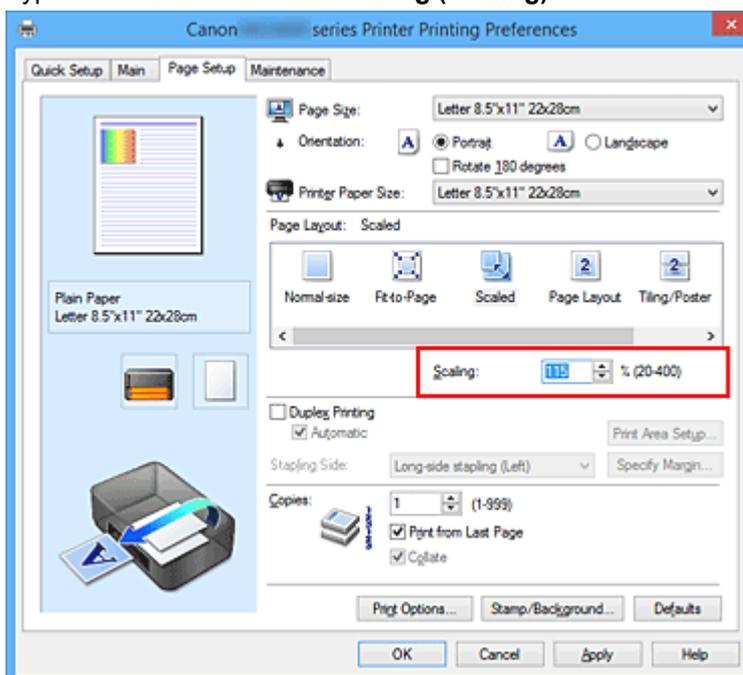 Canon series Printer Printing Preferences
Quick Setup Main Page Setup Maintenance
Page Size: Letter 8.5"x11" 22x28cm
Orientation: A Portrait A Landscape
Rotate 180 degrees
Printer Paper Size: Letter 8.5"x11" 22x28cm
Page Layout: Scaled
Normal-size Fit-to-Page Scaled Page Layout Tiling/Poster
Plain Paper
Letter 8.5"x11" 22x28cm
Scaling: 115 % (20-400)
Duplex Printing
Automatic
Print Area Setup...
Stapling Side: Long-side stapling (Left) Specify Margin...
Copies: 1 (1-999)
Print from Last Page
Collate
Print Options... Stamp/Background... Defaults
OK Cancel Apply Help